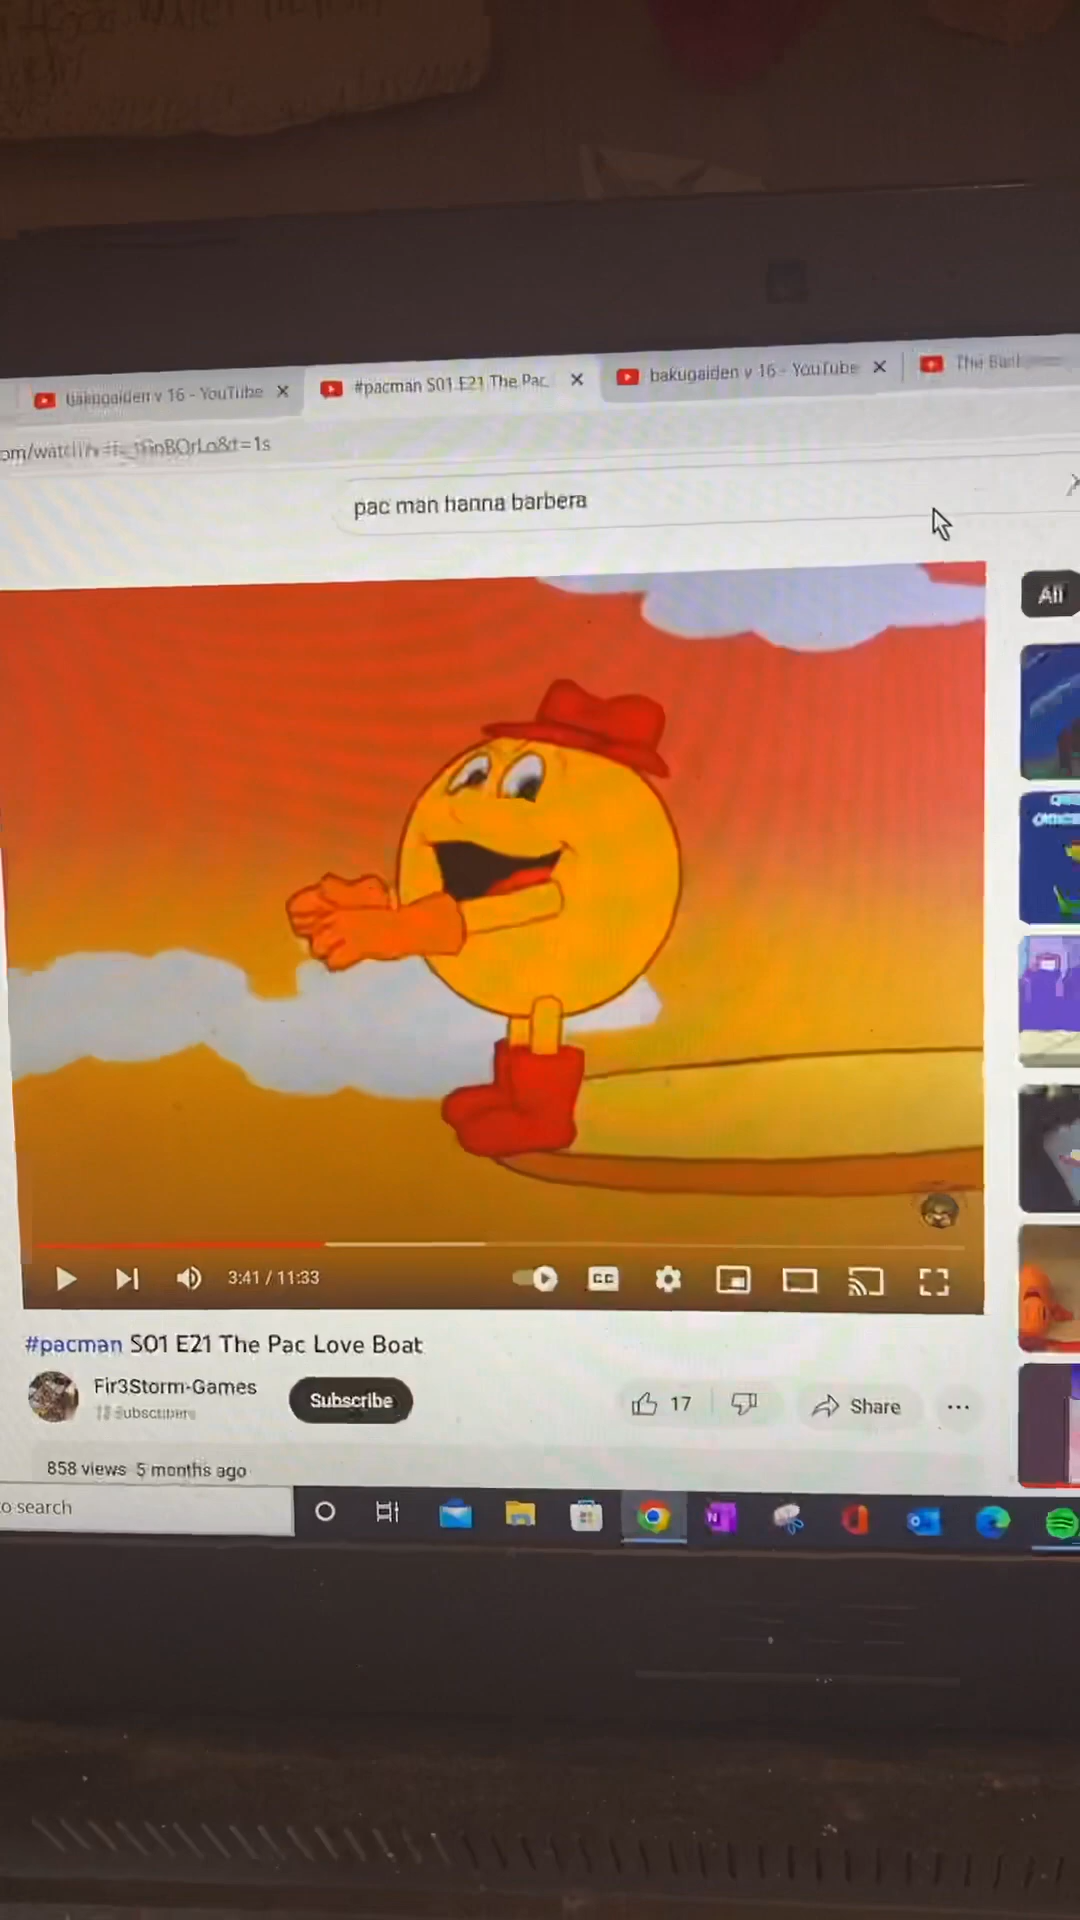 bakugaiden v 16 - YouTube
#pacman S01 E21 The Pac
bakugaiden v 16 - YouTube
The
pac man hanna barbera
All
3:41 / 11:33
CC
#pacman S01 E21 The Pac Love Boat
Fir3Storm-Games
Subscribe
17
Share
858 views 5 months ago
o search